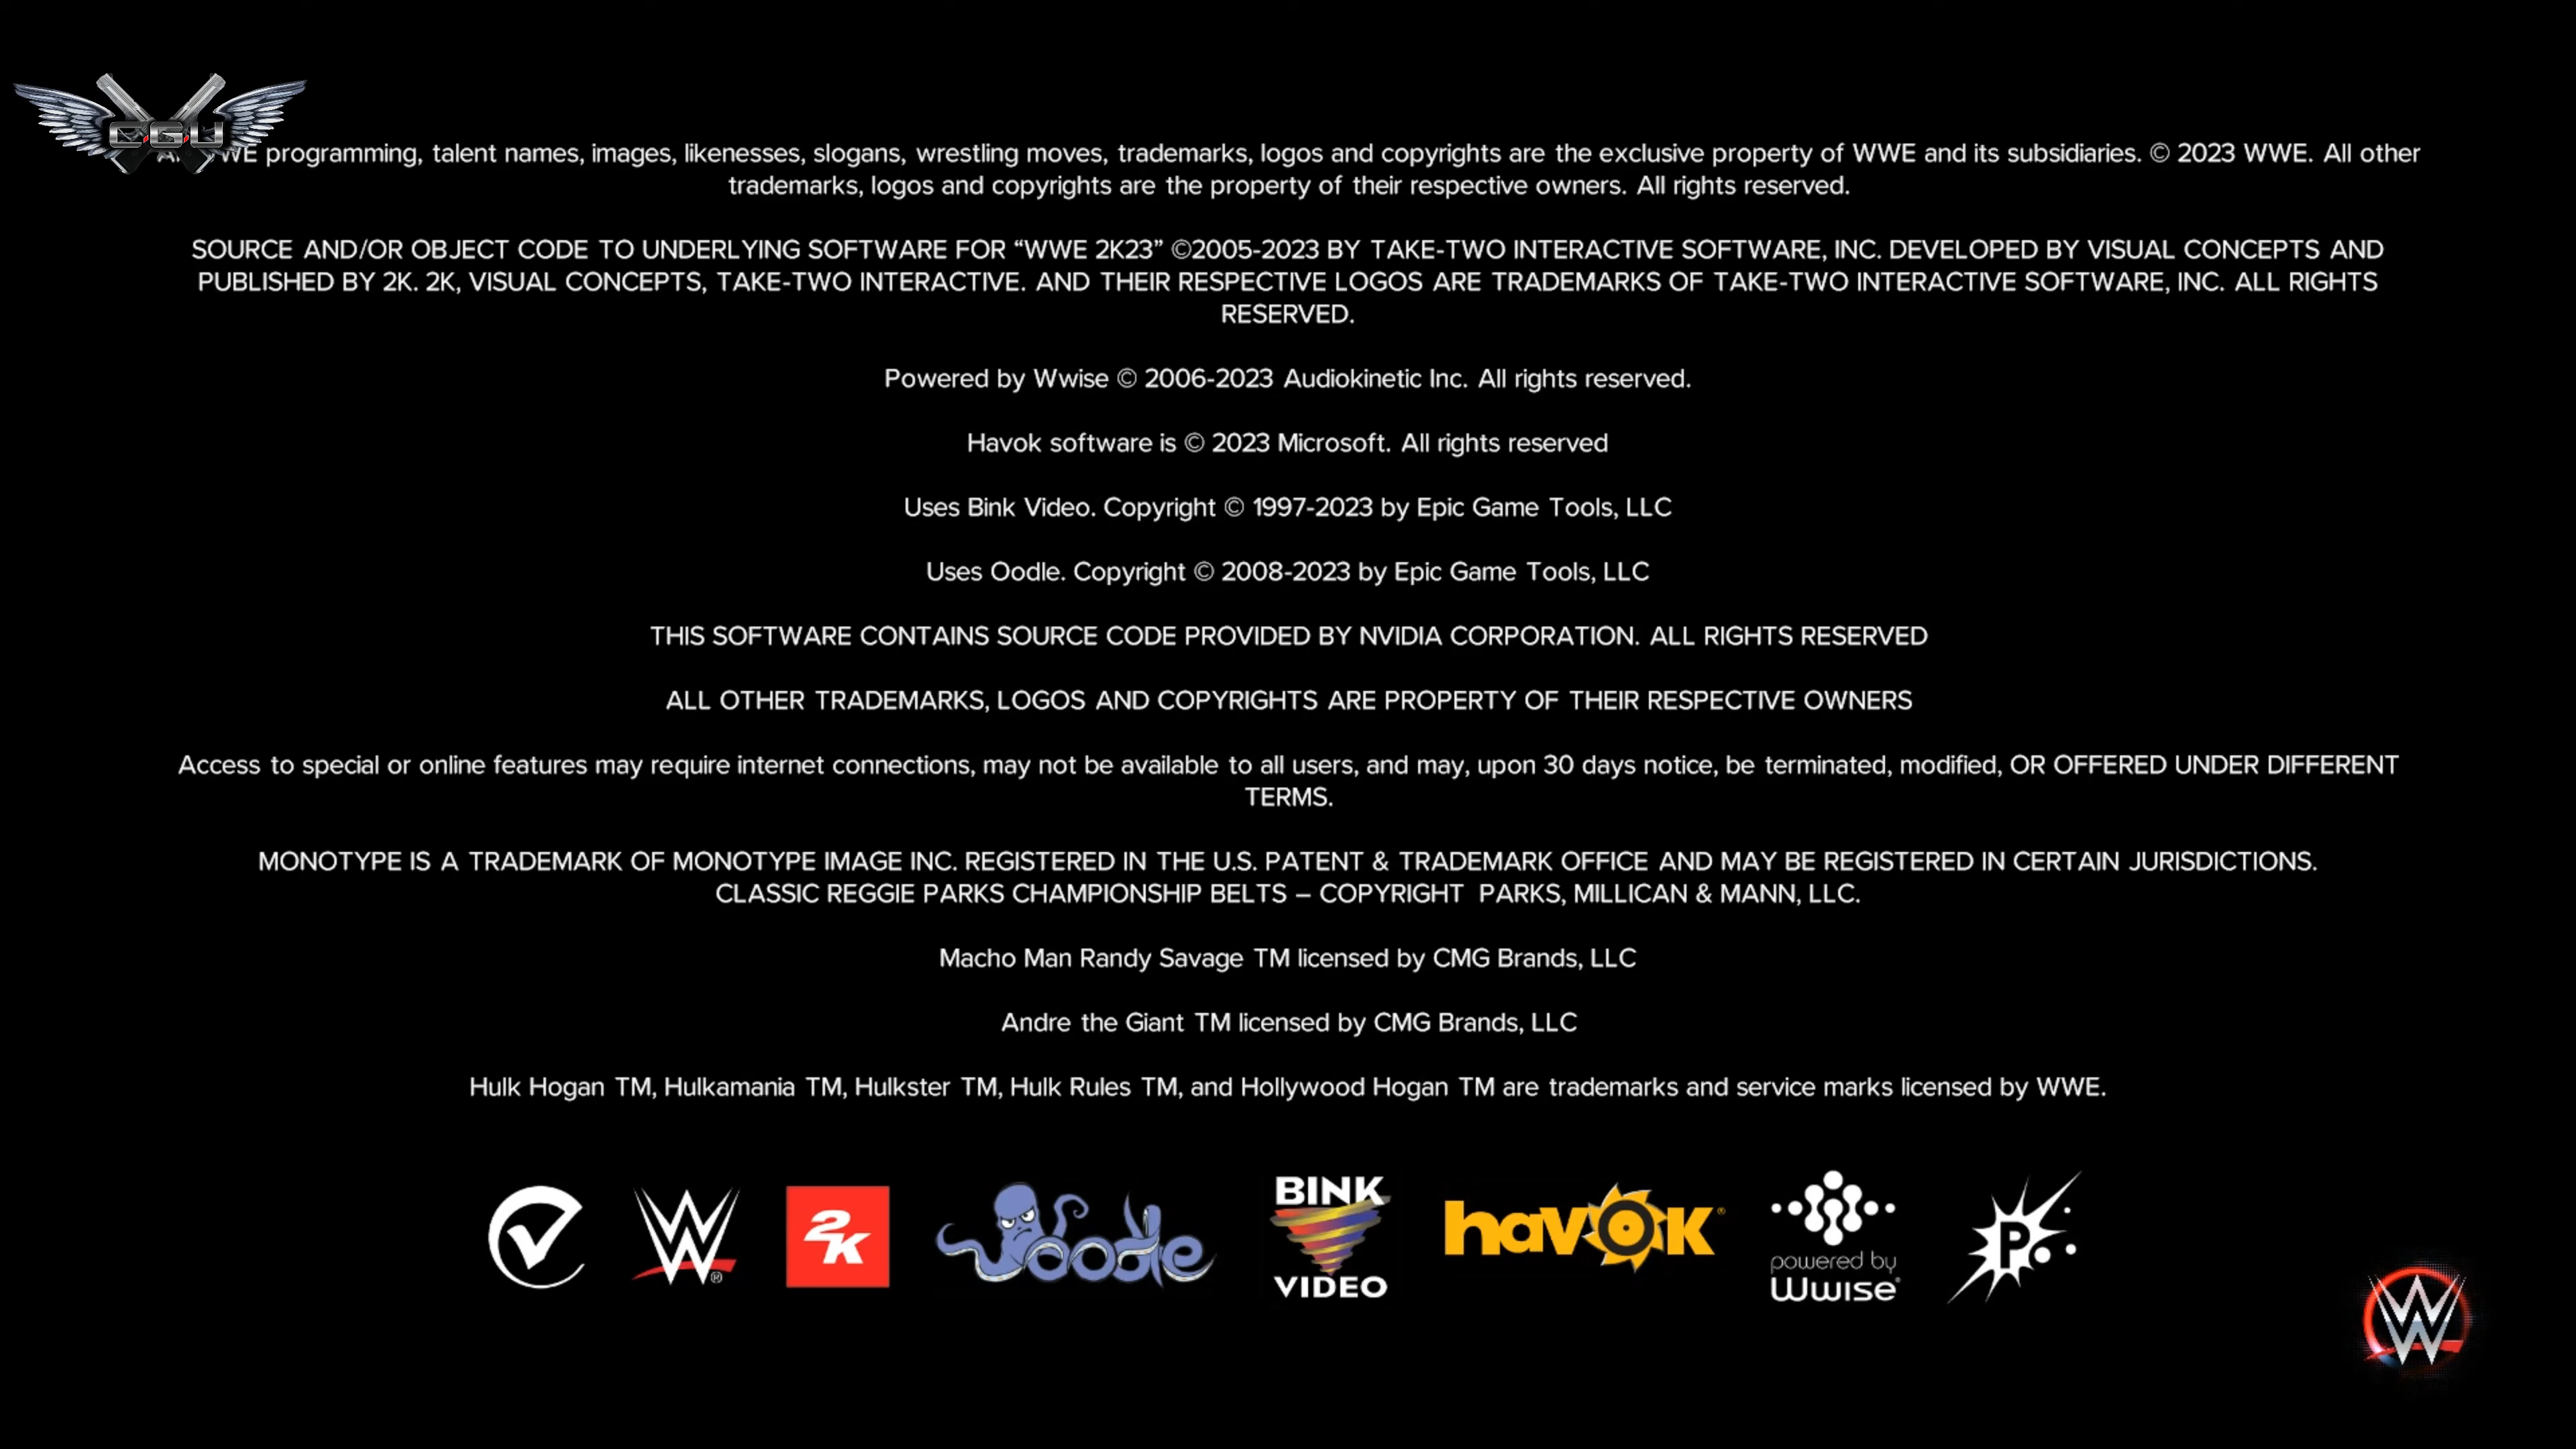 C.G.U
WE programming, talent names, images, likenesses, slogans, wrestling moves, trademarks, logos and copyrights are the exclusive property of WWE and its subsidiaries. © 2023 WWE. All other
trademarks, logos and copyrights are the property of their respective owners. All rights reserved.
SOURCE AND/OR OBJECT CODE TO UNDERLYING SOFTWARE FOR “WWE 2K23” ©2005-2023 BY TAKE-TWO INTERACTIVE SOFTWARE, INC. DEVELOPED BY VISUAL CONCEPTS AND
PUBLISHED BY 2K. 2K, VISUAL CONCEPTS, TAKE-TWO INTERACTIVE. AND THEIR RESPECTIVE LOGOS ARE TRADEMARKS OF TAKE-TWO INTERACTIVE SOFTWARE, INC. ALL RIGHTS
RESERVED.
Powered by Wwise © 2006-2023 Audiokinetic Inc. All rights reserved.
Havok software is © 2023 Microsoft. All rights reserved
Uses Bink Video. Copyright © 1997-2023 by Epic Game Tools, LLC
Uses Oodle. Copyright © 2008-2023 by Epic Game Tools, LLC
THIS SOFTWARE CONTAINS SOURCE CODE PROVIDED BY NVIDIA CORPORATION. ALL RIGHTS RESERVED
ALL OTHER TRADEMARKS, LOGOS AND COPYRIGHTS ARE PROPERTY OF THEIR RESPECTIVE OWNERS
Access to special or online features may require internet connections, may not be available to all users, and may, upon 30 days notice, be terminated, modified, OR OFFERED UNDER DIFFERENT
TERMS.
MONOTYPE IS A TRADEMARK OF MONOTYPE IMAGE INC. REGISTERED IN THE U.S. PATENT & TRADEMARK OFFICE AND MAY BE REGISTERED IN CERTAIN JURISDICTIONS.
CLASSIC REGGIE PARKS CHAMPIONSHIP BELTS – COPYRIGHT PARKS, MILLICAN & MANN, LLC.
Macho Man Randy Savage TM licensed by CMG Brands, LLC
Andre the Giant TM licensed by CMG Brands, LLC
Hulk Hogan TM, Hulkamania TM, Hulkster TM, Hulk Rules TM, and Hollywood Hogan TM are trademarks and service marks licensed by WWE.
W ® 2K oodle BINK VIDEO havok ® powered by Wwise® P
W